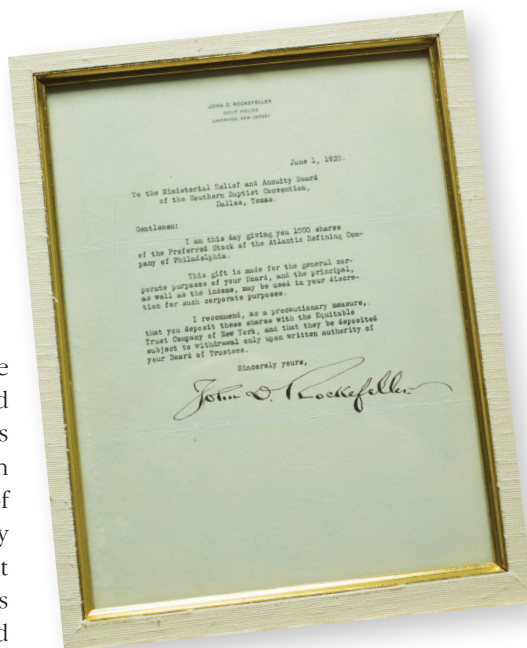 JOHN D. ROCKEFELLER
GOLF HOUSE
LAKEWOOD NEW JERSEY
June 1, 1920.
To the Ministerial Relief and Annuity Board
of the Southern Baptist Convention,
Dallas, Texas.
Gentlemen:
I am this day giving you 1000 shares
of the Preferred Stock of the Atlantic Refining Com-
pany of Philadelphia.
This gift is made for the general cor-
porate purposes of your Board, and the principal,
as well as the income, may be used in your discre-
tion for such corporate purposes.
I recommend, as a precautionary measure,
that you deposit these shares with the Equitable
Trust Company of New York, and that they be deposited
subject to withdrawal only upon written authority of
your Board of Trustees.
Sincerely yours,
John D. Rockefeller
e
d
s
n
of
y
t
s
d